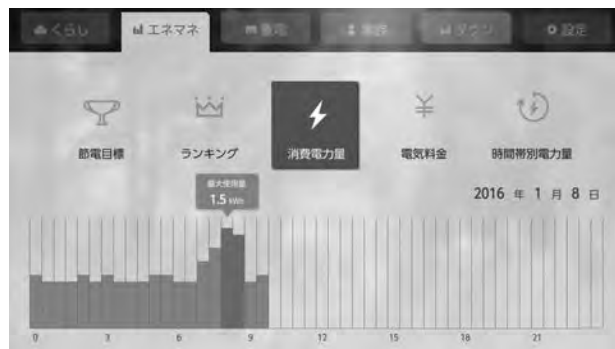 くらし エネマネ 家電 設定
節電目標 ランキング 消費電力量 電気料金 時間帯別電力量
最大使用量
1.5 kWh
2016 年 1 月 8 日
0 3 6 9 12 15 18 21